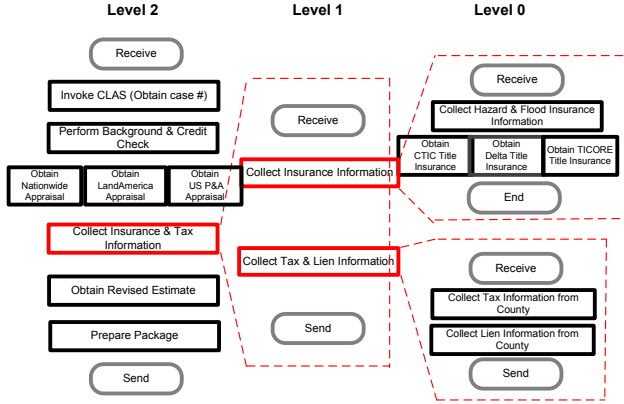 Level 2
Level 1
Level 0
Receive
Invoke CLAS (Obtain case #)
Perform Background & Credit
Check
Obtain
Nationwide
Appraisal
Obtain
LandAmerica
Appraisal
Obtain
US P&A
Appraisal
Collect Insurance & Tax
Information
Obtain Revised Estimate
Prepare Package
Send
Receive
Collect Insurance Information
Collect Tax & Lien Information
Send
Receive
Collect Hazard & Flood Insurance
Information
Obtain
CTIC Title
Insurance
Obtain
Delta Title
Insurance
Obtain TICORE
Title Insurance
End
Receive
Collect Tax Information from
County
Collect Lien Information from
County
Send